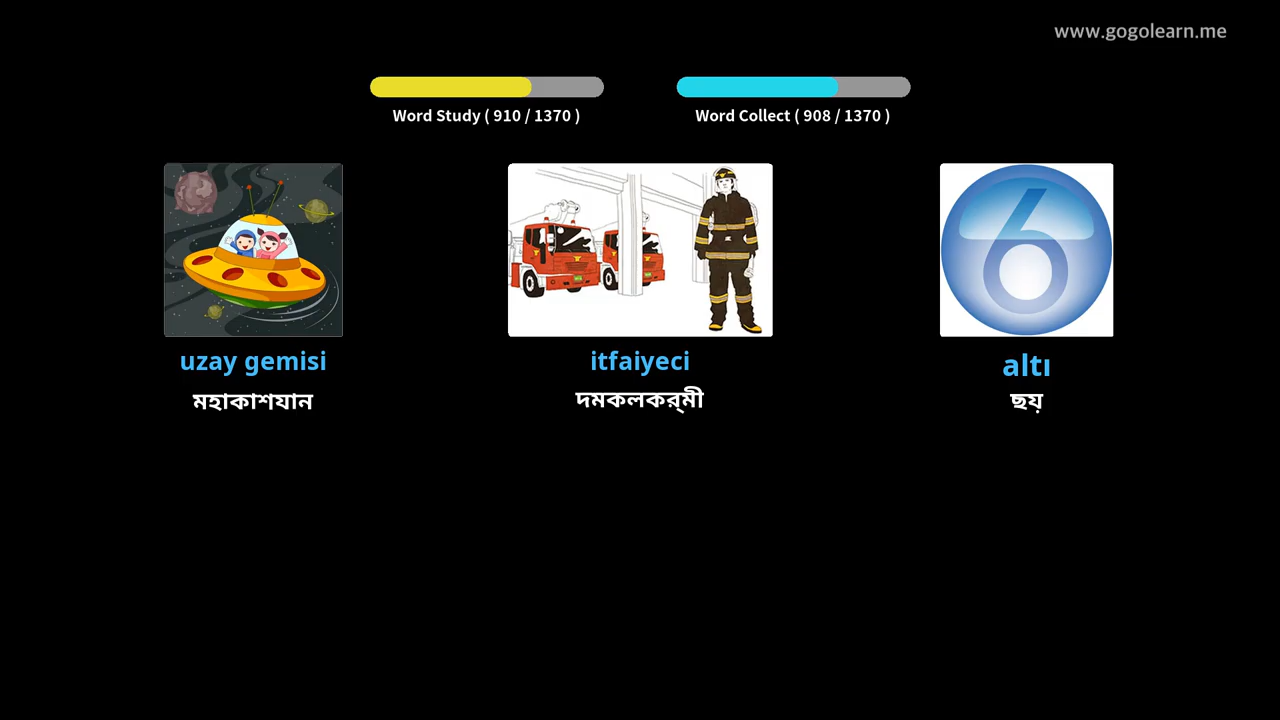 www.gogolearn.me
Word Study ( 910 / 1370 )
Word Collect ( 908 / 1370 )
6
uzay gemisi
itfaiyeci
altı
মহাকাশযান
দমকলকর্মী
ছয়